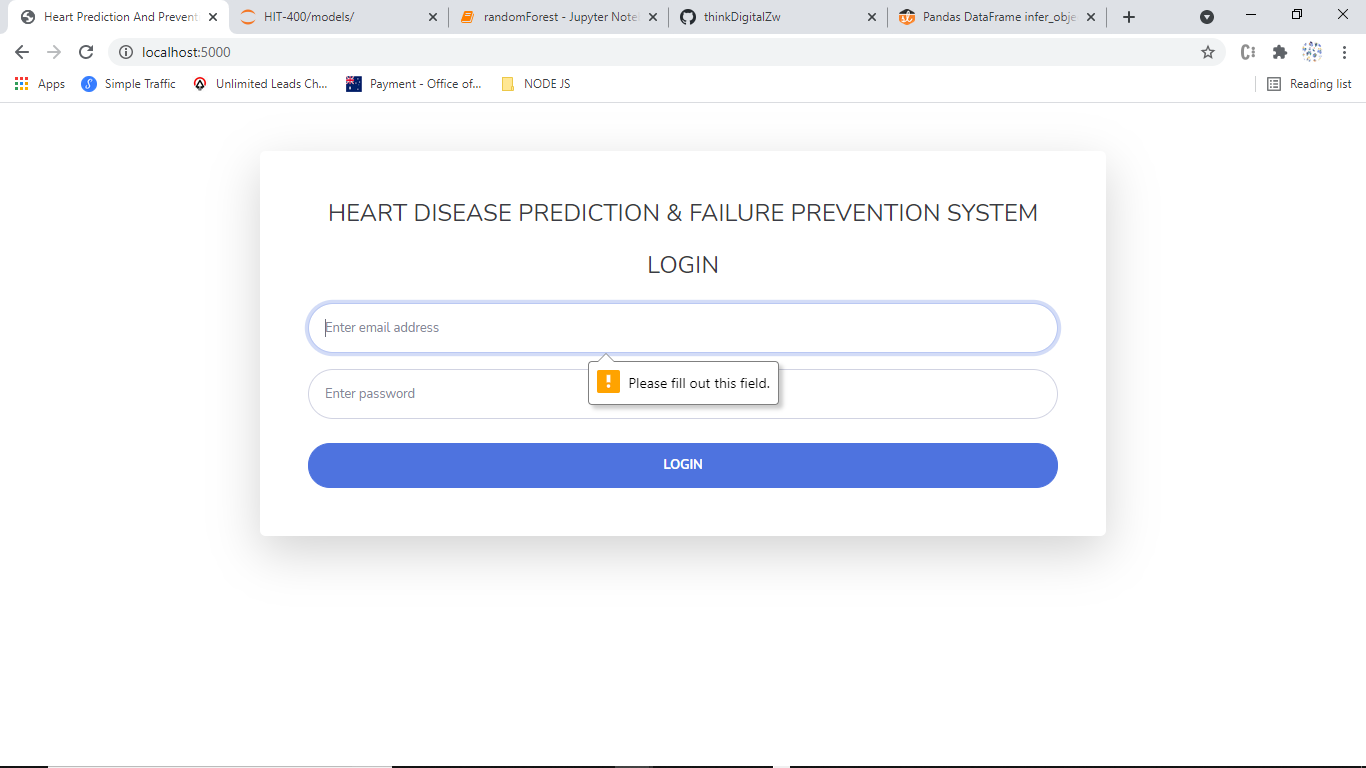 Heart Prediction And Prevent
HIT-400/models/
randomForest - Jupyter Note
thinkDigitalZw
Pandas DataFrame infer_obje
localhost:5000
Apps
Simple Traffic
Unlimited Leads Ch...
Payment - Office of...
NODE JS
Reading list
HEART DISEASE PREDICTION & FAILURE PREVENTION SYSTEM
LOGIN
Enter email address
Please fill out this field.
Enter password
LOGIN